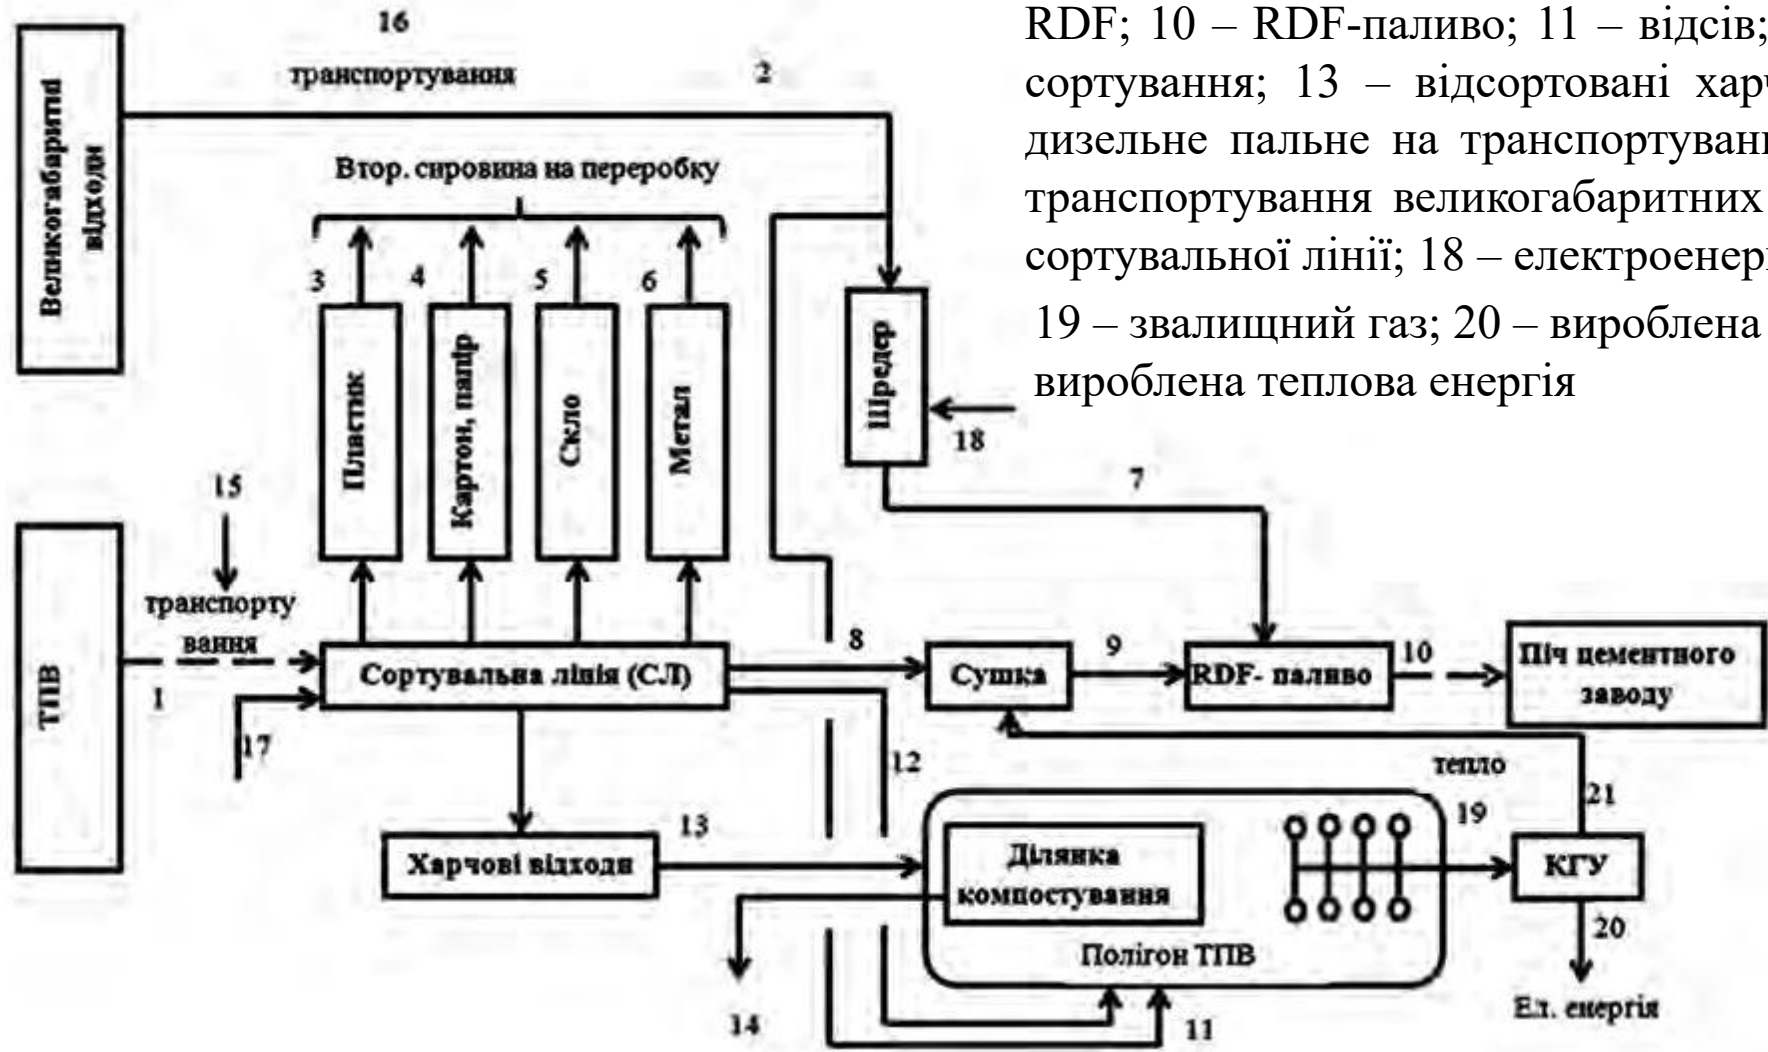 16
транспортування
2
RDF; 10 – RDF-паливо; 11 – відсів;
сортування; 13 – відсортовані
дизельне пальне на
транспортування великогабаритних
сортувальної лінії; 18 –
19 – звалищний газ; 20 – вироблена
вироблена теплова енергія
Великогабаритні
відходи
Втор. сировина на переробку
3
4
5
6
Пластик
Картон, папір
Скло
Метал
Шредер
18
7
15
ТПВ
транспорту
вання
1
17
Сортувальна лінія (СЛ)
8
Сушка
9
RDF- паливо
10
Піч цементного
заводу
12
тепло
21
13
Харчові відходи
Ділянка
компостування
Полігон ТПВ
19
КГУ
20
Ел. енергія
14
11